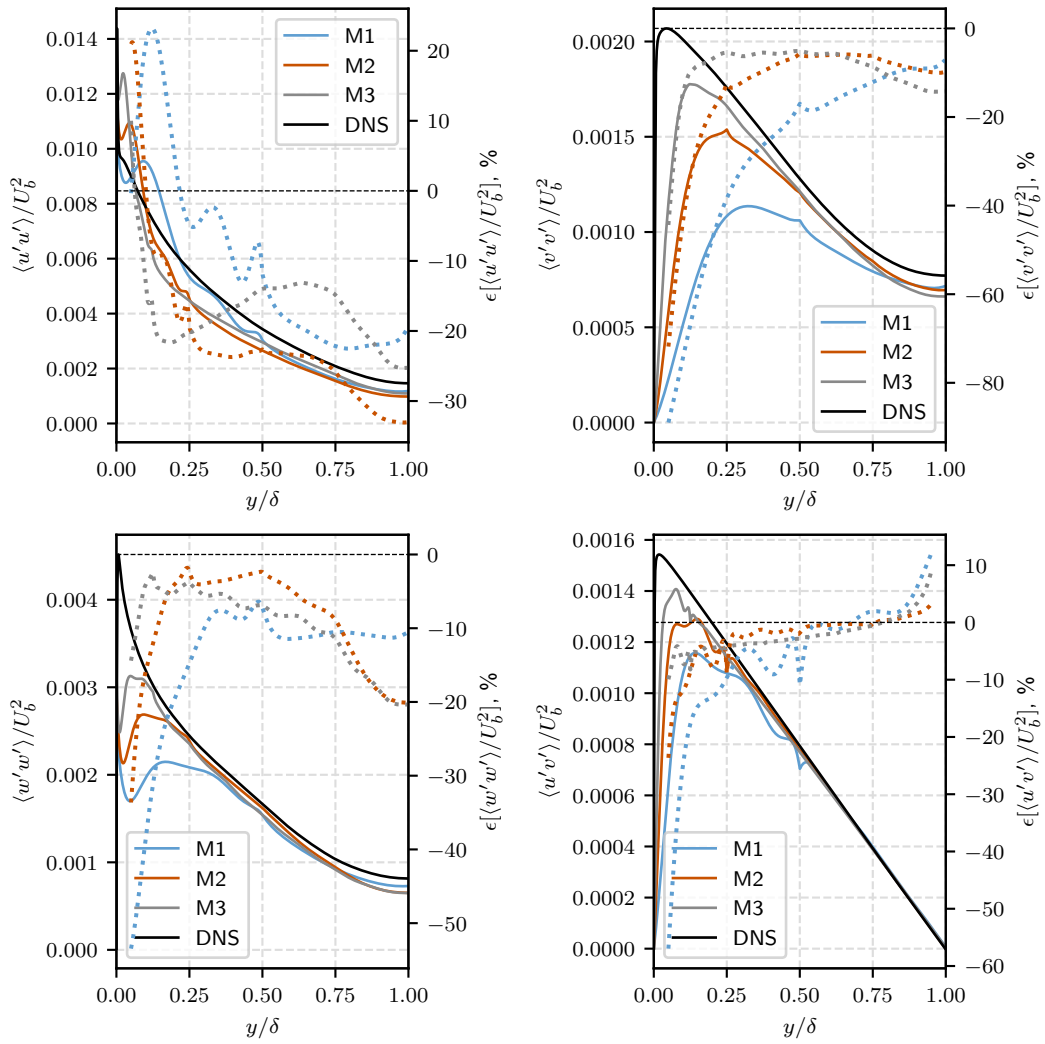 0.014
0.012
0.010
0.008
0.006
0.004
0.002
0.000
⟨u′u′⟩/U_b^2
20
10
0
−10
−20
−30
ϵ[⟨u′u′⟩/U_b^2], %
M1
M2
M3
DNS
0.00 0.25 0.50 0.75 1.00
y/δ
0.0020
0.0015
0.0010
0.0005
0.0000
⟨v′v′⟩/U_b^2
0
−20
−40
−60
−80
ϵ[⟨v′v′⟩/U_b^2], %
M1
M2
M3
DNS
0.00 0.25 0.50 0.75 1.00
y/δ
0.004
0.003
0.002
0.001
0.000
⟨w′w′⟩/U_b^2
0
−10
−20
−30
−40
−50
ϵ[⟨w′w′⟩/U_b^2], %
M1
M2
M3
DNS
0.00 0.25 0.50 0.75 1.00
y/δ
0.0016
0.0014
0.0012
0.0010
0.0008
0.0006
0.0004
0.0002
0.0000
⟨u′v′⟩/U_b^2
10
0
−10
−20
−30
−40
−50
−60
ϵ[⟨u′v′⟩/U_b^2], %
M1
M2
M3
DNS
0.00 0.25 0.50 0.75 1.00
y/δ